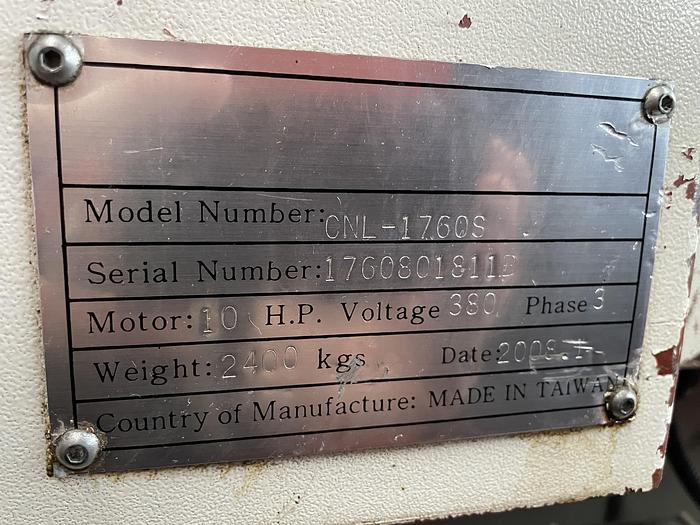 Model Number: CNL-1760S
Serial Number: 1760801811B
Motor: 10 H.P. Voltage 380 Phase 3
Weight: 2400 kgs Date:
Country of Manufacture: MADE IN TAIWAN